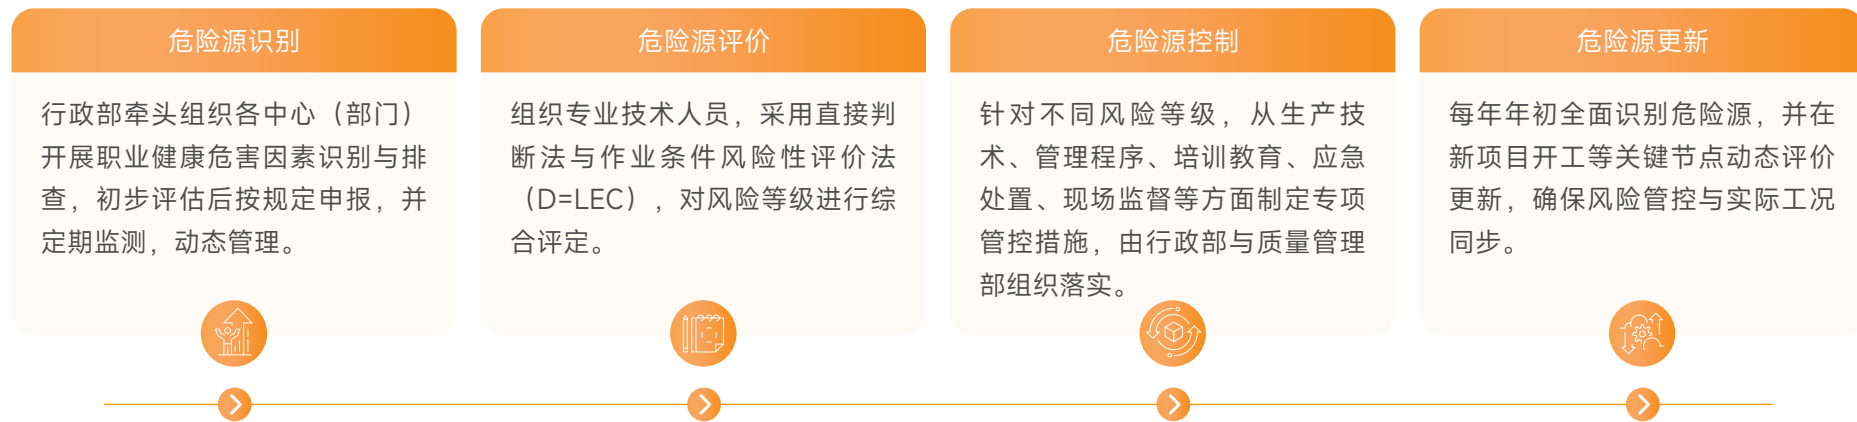 危险源识别
行政部牵头组织各中心（部门）
开展职业健康危害因素识别与排
查，初步评估后按规定申报，并
定期监测，动态管理。
危险源评价
组织专业技术人员，采用直接判
断法与作业条件风险性评价法
（D=LEC），对风险等级进行综
合评定。
危险源控制
针对不同风险等级，从生产技
术、管理程序、培训教育、应急
处置、现场监督等方面制定专项
管控措施，由行政部与质量管理
部组织落实。
危险源更新
每年年初全面识别危险源，并在
新项目开工等关键节点动态评价
更新，确保风险管控与实际工况
同步。